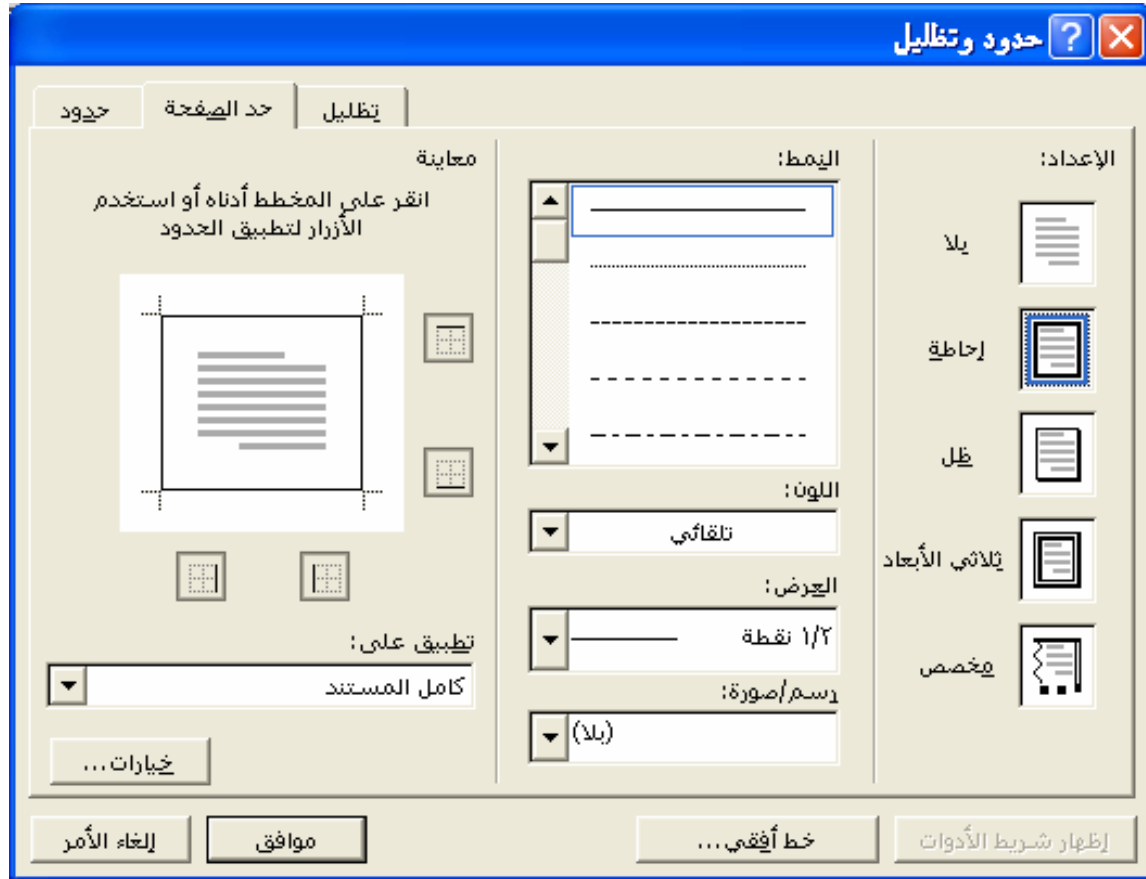 حدود وتظليل
حدود
حد الصفحة
تظليل
الإعداد:
بلا
إحاطة
ظل
ثلاثي الأبعاد
مخصص
النمط:
اللون:
تلقائي
العرض:
١/٢ نقطة
رسم/صورة:
(بلا)
معاينة
انقر على المخطط أدناه أو استخدم
الأزرار لتطبيق الحدود
تطبيق على:
كامل المستند
خيارات...
إظهار شريط الأدوات
خط أفقي...
موافق
إلغاء الأمر